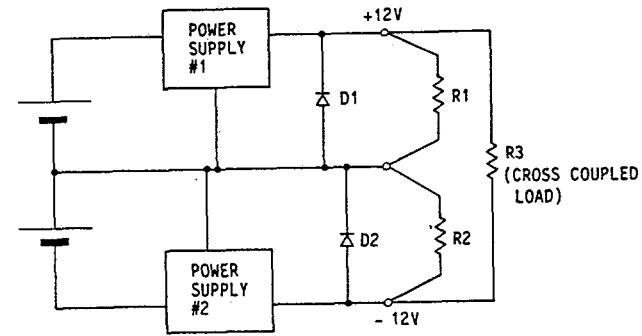 POWER
SUPPLY
#1
+12V
D1
R1
R3
(CROSS COUPLED
LOAD)
D2
R2
POWER
SUPPLY
#2
- 12V